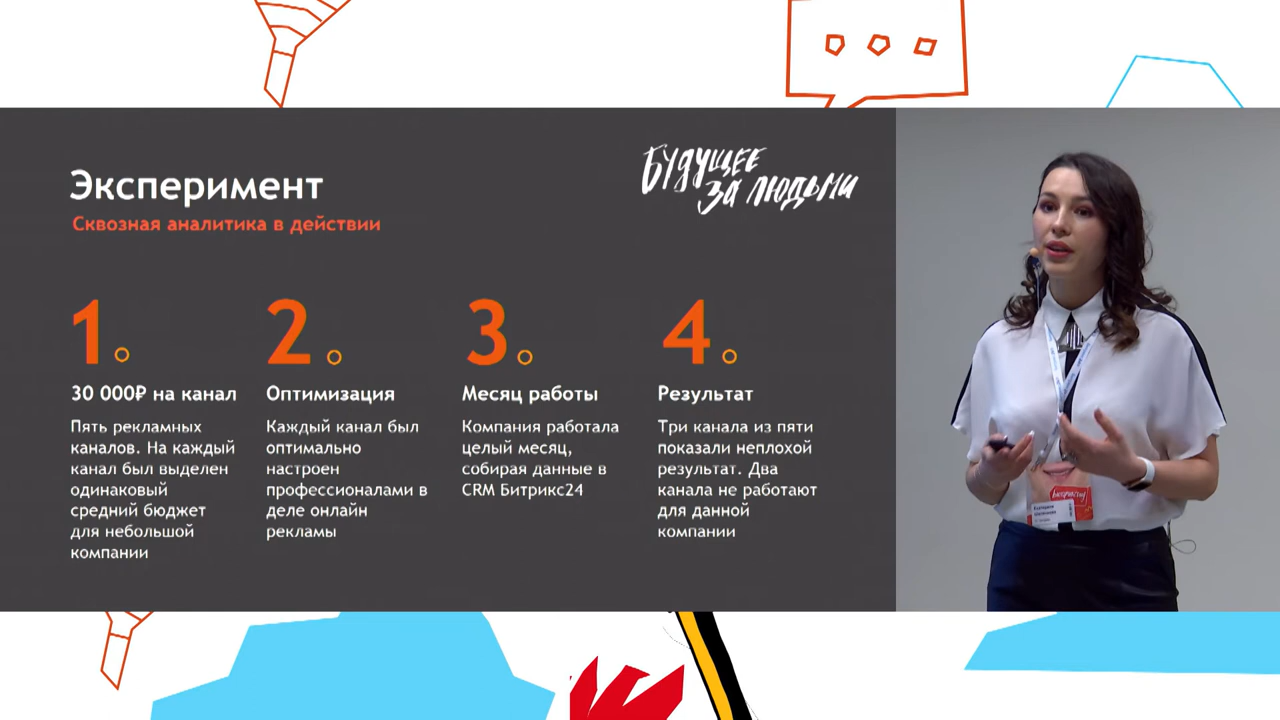 Эксперимент
Сквозная аналитика в действии
БУДУЩЕЕ
ЗА ЛЮДЬМИ
1.
30 000₽ на канал
Пять рекламных
каналов. На каждый
канал был выделен
одинаковый
средний бюджет
для небольшой
компании
2.
Оптимизация
Каждый канал был
оптимально
настроен
профессионалами в
деле онлайн
рекламы
3.
Месяц работы
Компания работала
целый месяц,
собирая данные в
CRM Битрикс24
4.
Результат
Три канала из пяти
показали неплохой
результат. Два
канала не работают
для данной
компании